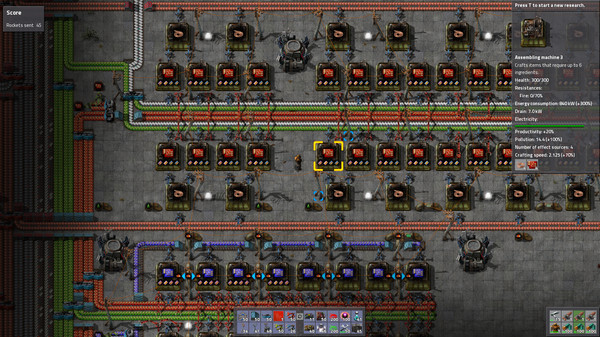 Score
Rockets sent: 45
Press T to start a new research.
Assembling machine 3
Crafts items that require up to 6
ingredients.
Health: 300/300
Resistances:
Fire: 0/70%
Energy consumption: 840 kW (+300%)
Drain: 7.0 kW
Electricity:
Productivity: +20%
Pollution: 14.4 (+100%)
Number of effect sources: 4
Crafting speed: 2.125 (+70%)